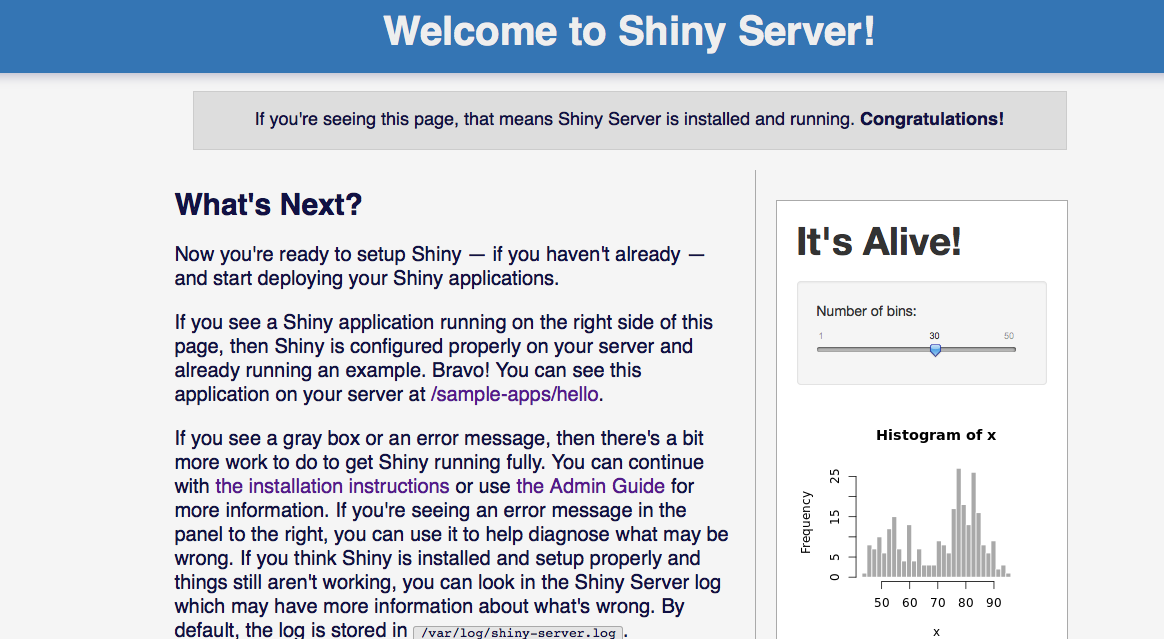 Welcome to Shiny Server!
If you're seeing this page, that means Shiny Server is installed and running. Congratulations!
What's Next?
Now you're ready to setup Shiny — if you haven't already —
and start deploying your Shiny applications.
If you see a Shiny application running on the right side of this
page, then Shiny is configured properly on your server and
already running an example. Bravo! You can see this
application on your server at /sample-apps/hello.
If you see a gray box or an error message, then there's a bit
more work to do to get Shiny running fully. You can continue
with the installation instructions or use the Admin Guide for
more information. If you're seeing an error message in the
panel to the right, you can use it to help diagnose what may be
wrong. If you think Shiny is installed and setup properly and
things still aren't working, you can look in the Shiny Server log
which may have more information about what's wrong. By
default, the log is stored in /var/log/shiny-server.log.
It's Alive!
Number of bins:
1 30 50
Histogram of x
Frequency
25
15
5
0
50 60 70 80 90
x